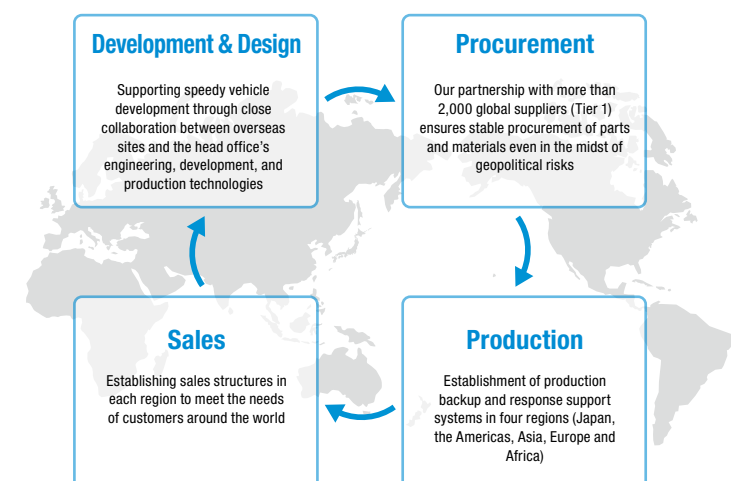 Development & Design
Supporting speedy vehicle
development through close
collaboration between overseas
sites and the head office's
engineering, development, and
production technologies
Procurement
Our partnership with more than
2,000 global suppliers (Tier 1)
ensures stable procurement of parts
and materials even in the midst of
geopolitical risks
Sales
Establishing sales structures in
each region to meet the needs
of customers around the world
Production
Establishment of production
backup and response support
systems in four regions (Japan,
the Americas, Asia, Europe and
Africa)